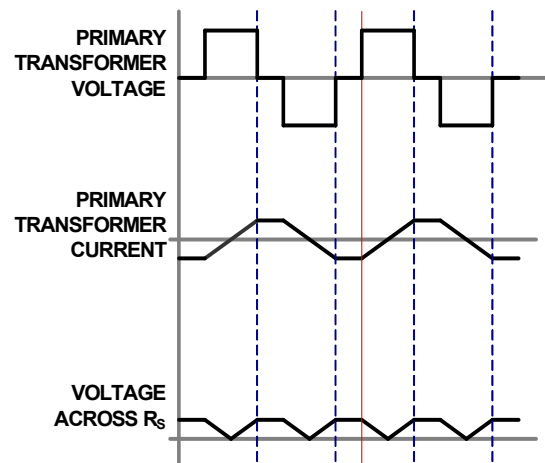 PRIMARY
TRANSFORMER
VOLTAGE
PRIMARY
TRANSFORMER
CURRENT
VOLTAGE
ACROSS RS